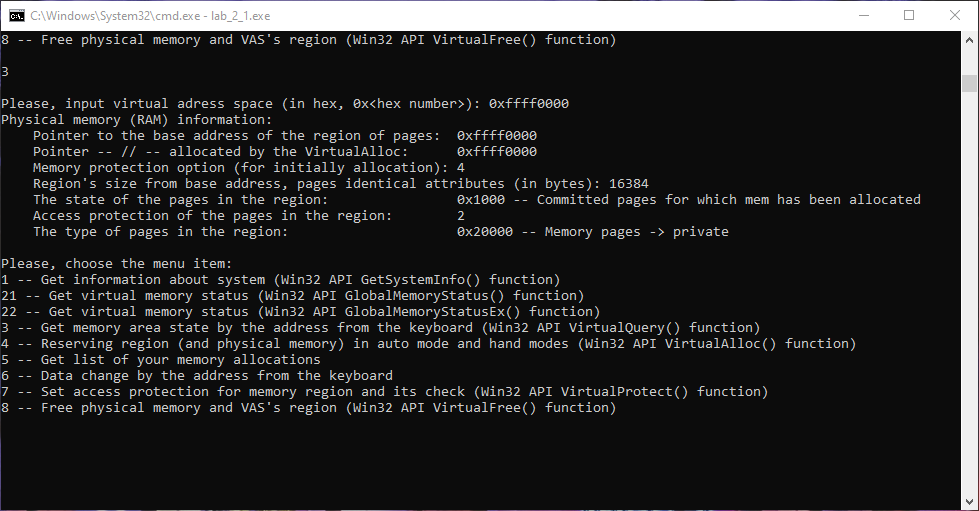 C:\Windows\System32\cmd.exe - lab_2_1.exe
8 -- Free physical memory and VAS's region (Win32 API VirtualFree() function)
3
Please, input virtual adress space (in hex, 0x<hex number>): 0xffff0000
Physical memory (RAM) information:
    Pointer to the base address of the region of pages:  0xffff0000
    Pointer -- // -- allocated by the VirtualAlloc:      0xffff0000
    Memory protection option (for initially allocation): 4
    Region's size from base address, pages identical attributes (in bytes): 16384
    The state of the pages in the region:                0x1000 -- Committed pages for which mem has been allocated
    Access protection of the pages in the region:        2
    The type of pages in the region:                     0x20000 -- Memory pages -> private
Please, choose the menu item:
1 -- Get information about system (Win32 API GetSystemInfo() function)
21 -- Get virtual memory status (Win32 API GlobalMemoryStatus() function)
22 -- Get virtual memory status (Win32 API GlobalMemoryStatusEx() function)
3 -- Get memory area state by the address from the keyboard (Win32 API VirtualQuery() function)
4 -- Reserving region (and physical memory) in auto mode and hand modes (Win32 API VirtualAlloc() function)
5 -- Get list of your memory allocations
6 -- Data change by the address from the keyboard
7 -- Set access protection for memory region and its check (Win32 API VirtualProtect() function)
8 -- Free physical memory and VAS's region (Win32 API VirtualFree() function)